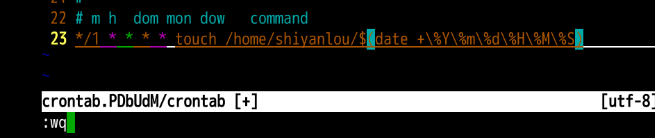 #
22 # m h  dom mon dow   command
23 */1 * * * * touch /home/shiyanlou/$(date +\%Y\%m\%d\%H\%M\%S)
~
~
crontab.PDbUdM/crontab [+] [utf-8]
:wq